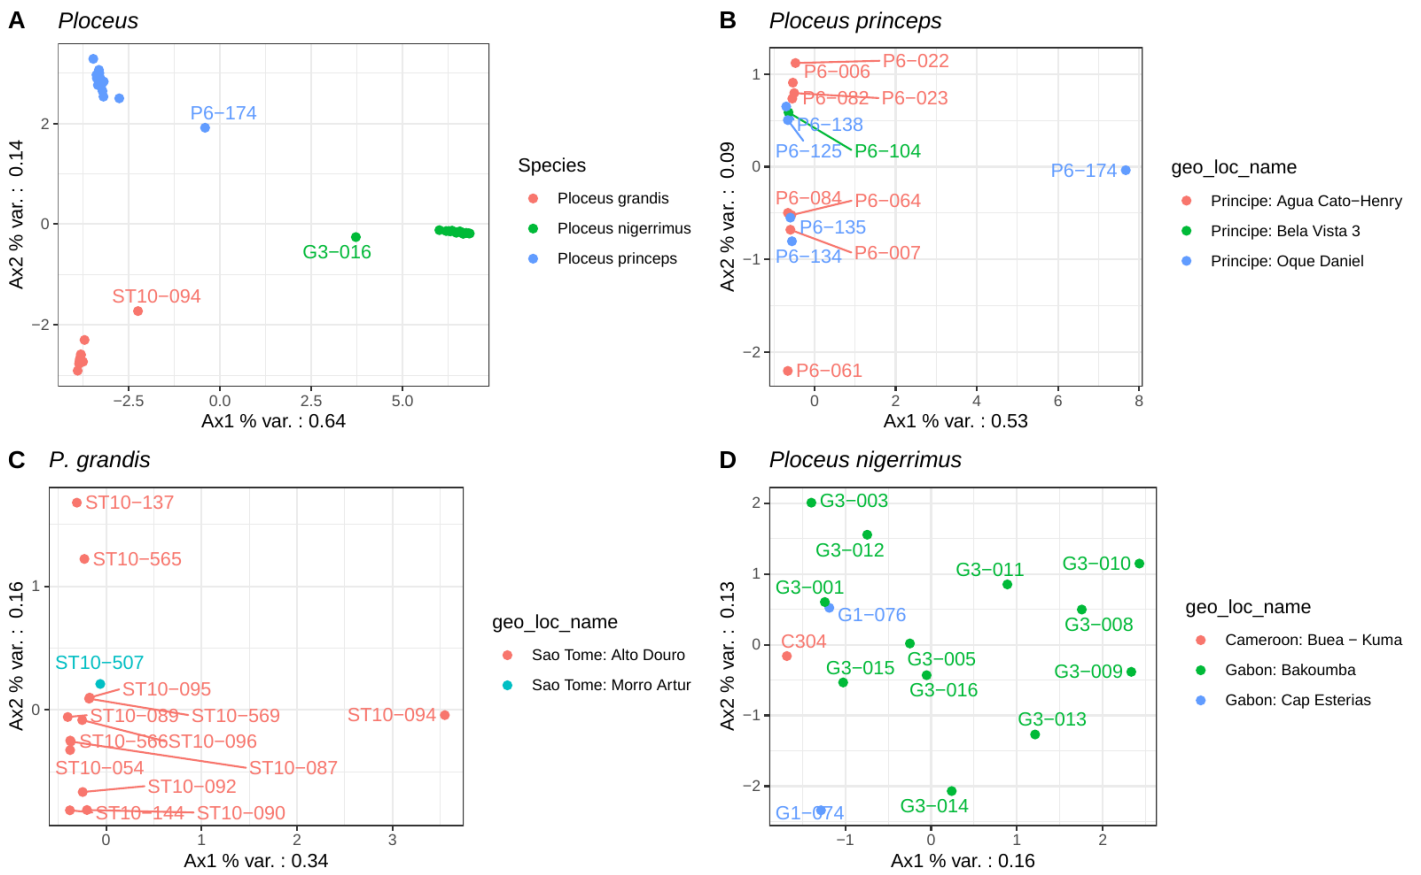 A Ploceus
P6−174
G3−016
ST10−094
2
0
−2
−2.5 0.0 2.5 5.0
Ax1 % var. : 0.64
Ax2 % var. : 0.14
Species
Ploceus grandis
Ploceus nigerrimus
Ploceus princeps
B Ploceus princeps
P6−022
P6−006
P6−082 P6−023
P6−138
P6−125 P6−104
P6−174
P6−084 P6−064
P6−135
P6−134 P6−007
P6−061
1
0
−1
−2
0 2 4 6 8
Ax1 % var. : 0.53
Ax2 % var. : 0.09
geo_loc_name
Principe: Agua Cato−Henry
Principe: Bela Vista 3
Principe: Oque Daniel
C P. grandis
ST10−137
ST10−565
ST10−507
ST10−095
ST10−089 ST10−569 ST10−094
ST10−566 ST10−096
ST10−054 ST10−087
ST10−092
ST10−144 ST10−090
1
0
0 1 2 3
Ax1 % var. : 0.34
Ax2 % var. : 0.16
geo_loc_name
Sao Tome: Alto Douro
Sao Tome: Morro Artur
D Ploceus nigerrimus
G3−003
G3−012
G3−011 G3−010
G3−001
G1−076 G3−008
C304
G3−005
G3−015 G3−009
G3−016
G3−013
G3−014
G1−074
2
1
0
−1
−2
−1 0 1 2
Ax1 % var. : 0.16
Ax2 % var. : 0.13
geo_loc_name
Cameroon: Buea − Kuma
Gabon: Bakoumba
Gabon: Cap Esterias